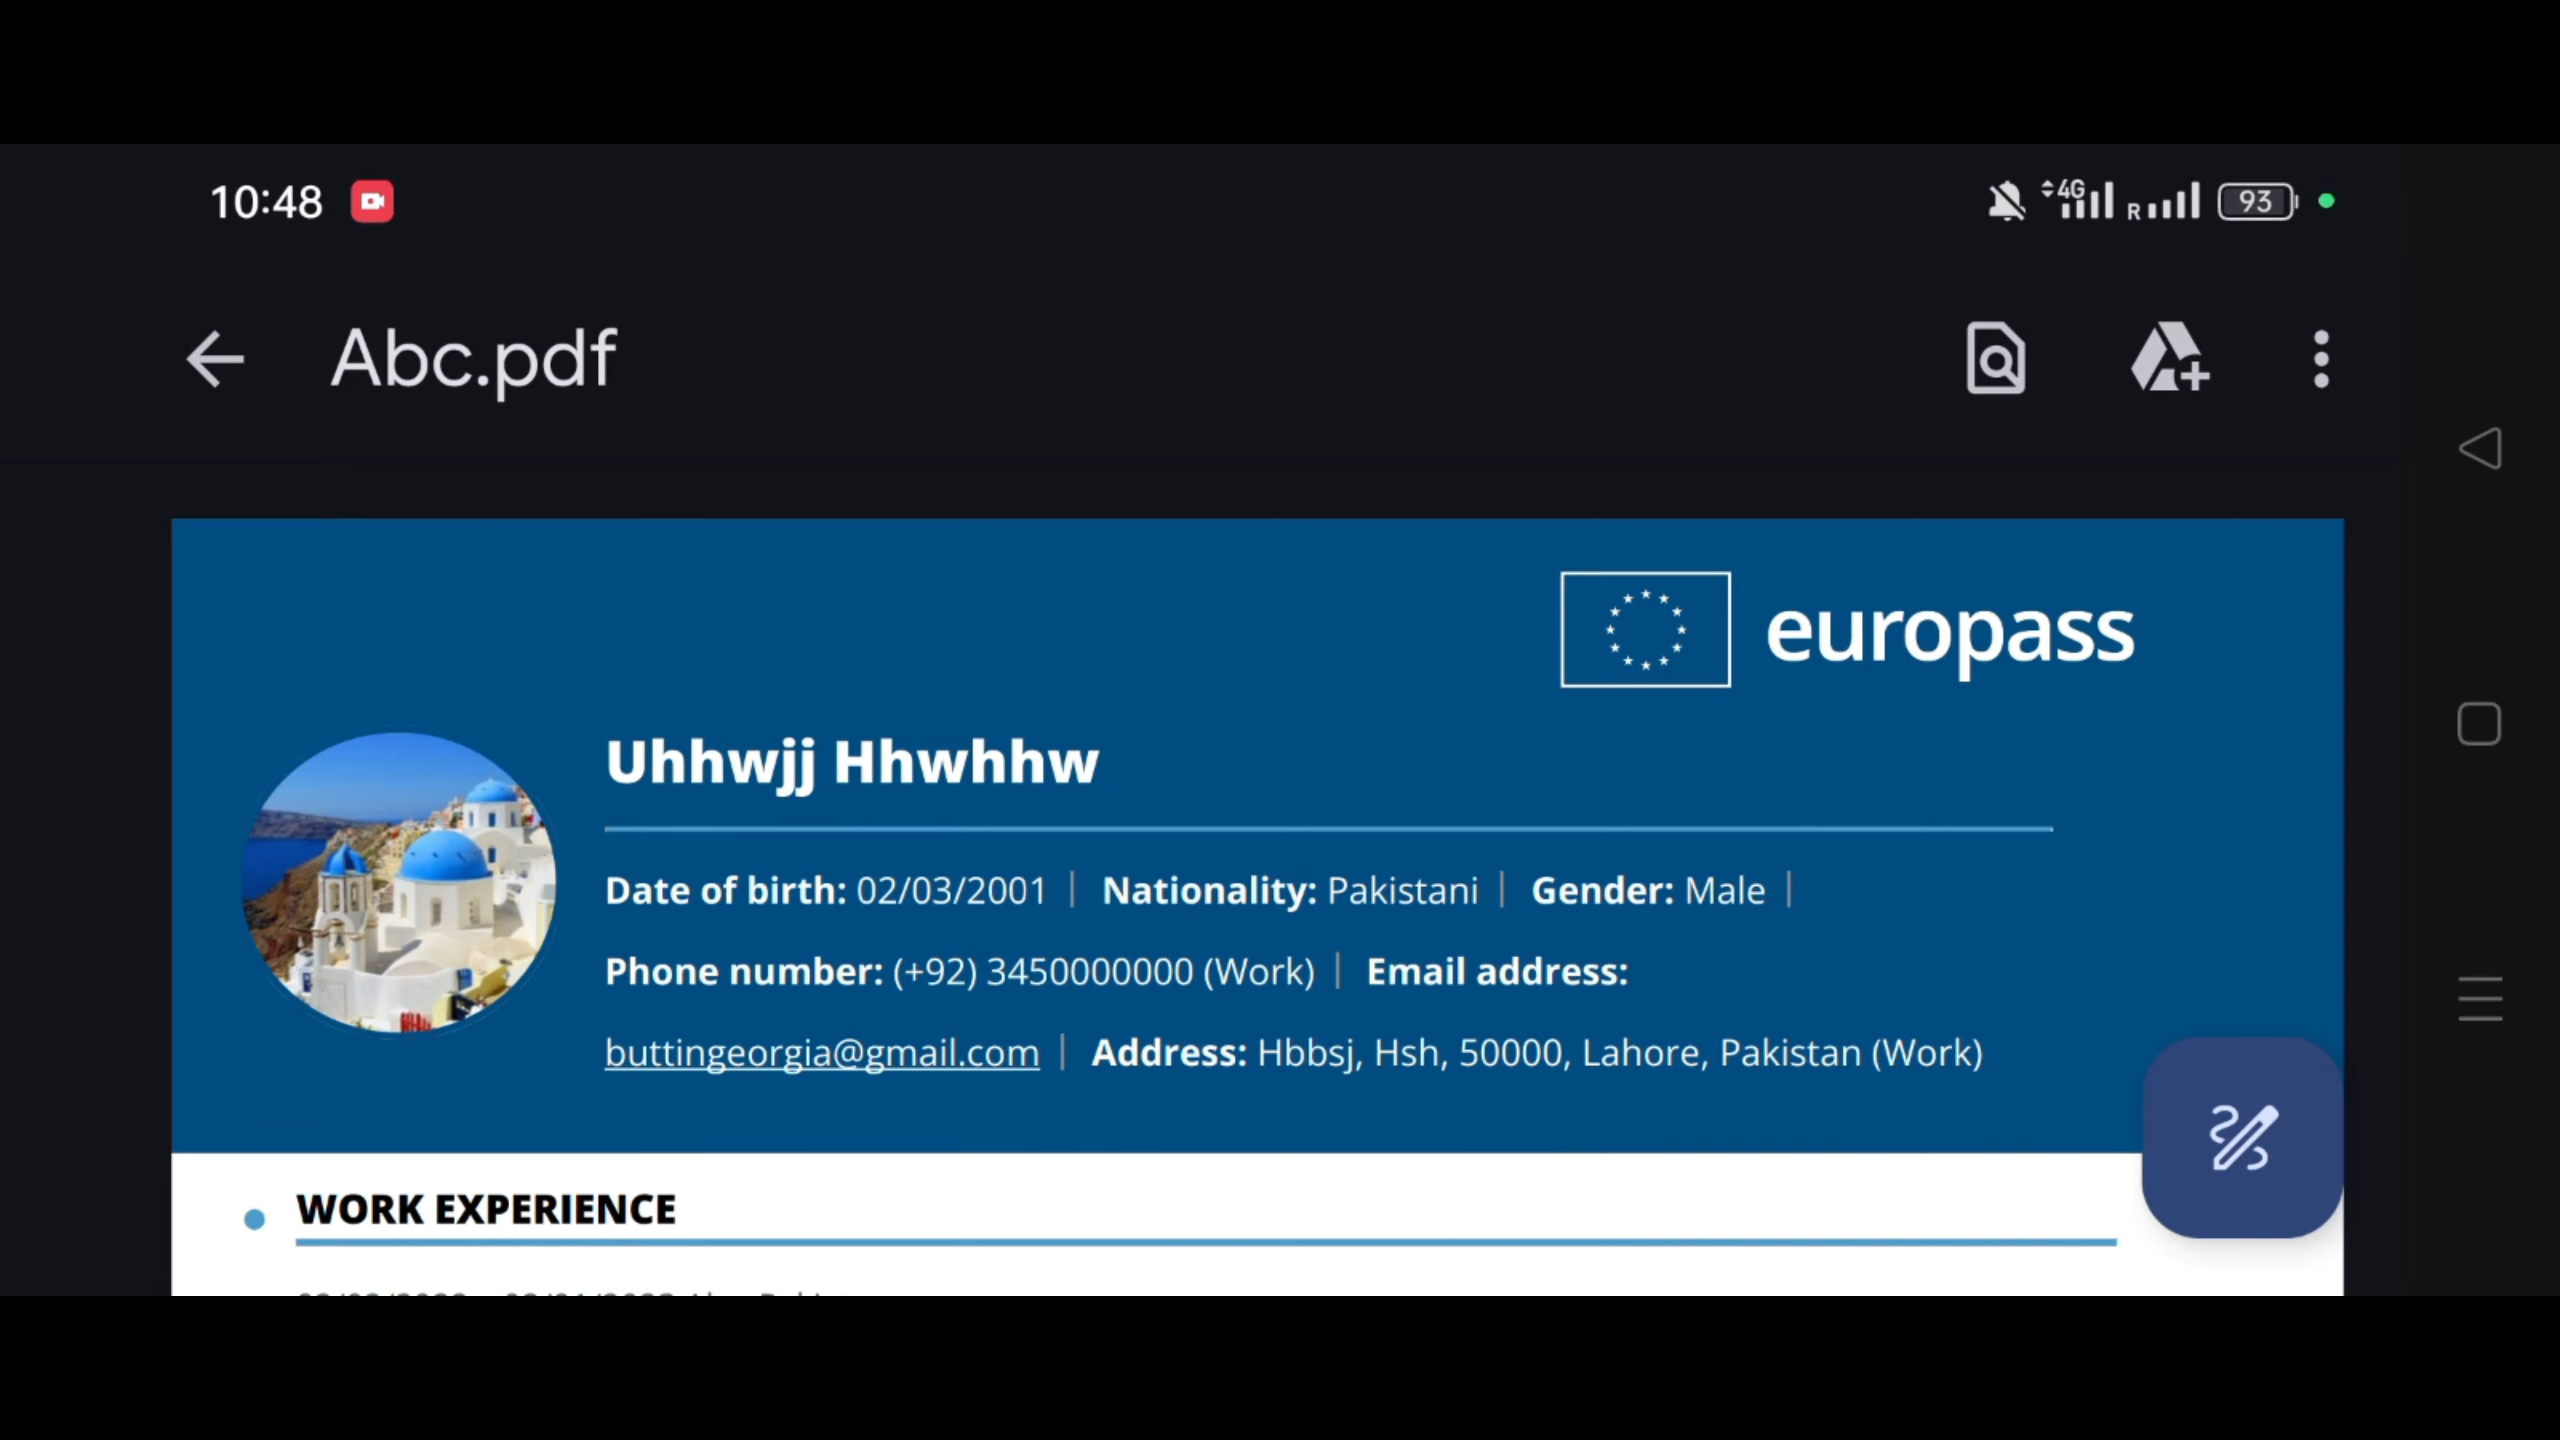 10:48
4G
R
93
Abc.pdf
europass
Uhhwjj Hhwhhw
Date of birth: 02/03/2001 | Nationality: Pakistani | Gender: Male |
Phone number: (+92) 3450000000 (Work) | Email address:
buttingeorgia@gmail.com | Address: Hbbsj, Hsh, 50000, Lahore, Pakistan (Work)
WORK EXPERIENCE